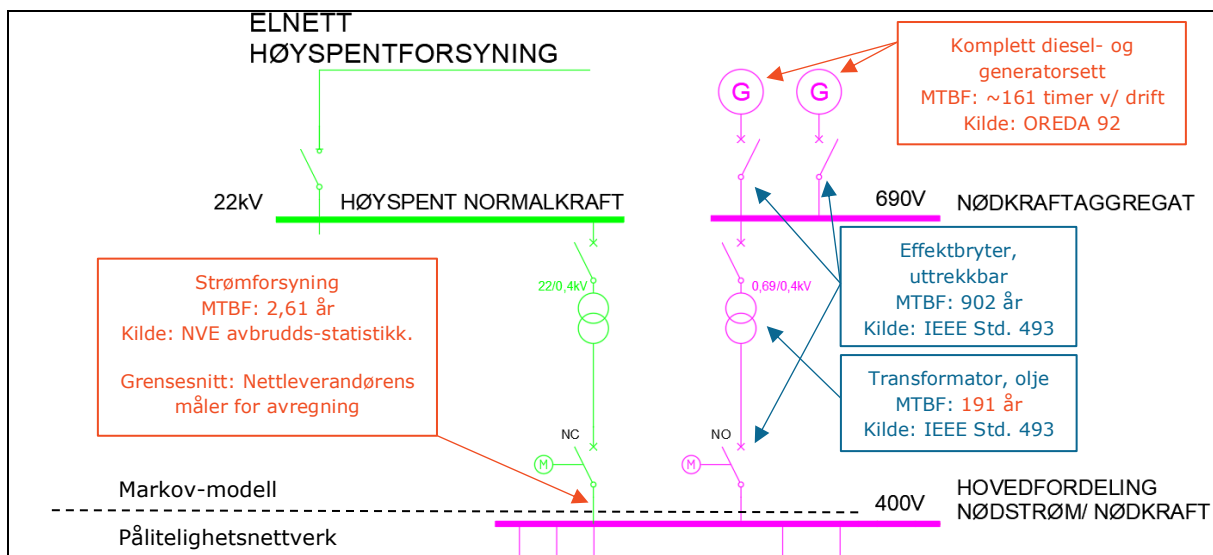 ELNETT
HØYSPENTFORSYNING
Komplett diesel- og
generatorsett
MTBF: ~161 timer v/ drift
Kilde: OREDA 92
G
G
22kV
HØYSPENT NORMALKRAFT
690V
NØDKRAFTAGGREGAT
Strømforsyning
MTBF: 2,61 år
Kilde: NVE avbrudds-statistikk.
Grensesnitt: Nettleverandørens
måler for avregning
22/0,4kV
0,69/0,4kV
Effektbryter,
uttrekkbar
MTBF: 902 år
Kilde: IEEE Std. 493
Transformator, olje
MTBF: 191 år
Kilde: IEEE Std. 493
NC
NO
M
M
Markov-modell
400V
HOVEDFORDELING
NØDSTRØM/ NØDKRAFT
Pålitelighetsnettverk